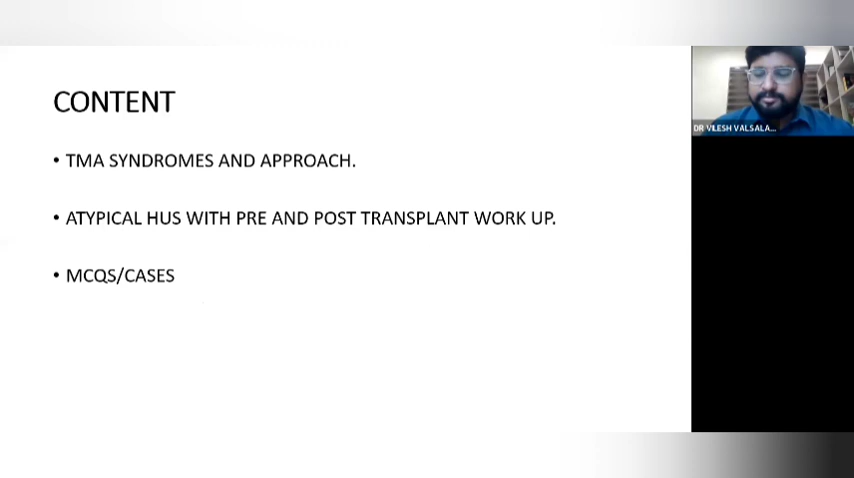 CONTENT
• TMA SYNDROMES AND APPROACH.
• ATYPICAL HUS WITH PRE AND POST TRANSPLANT WORK UP.
• MCQS/CASES
DR VILESH VALSALA...